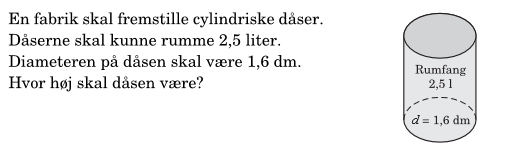 En fabrik skal fremstille cylindriske dåser.
Dåserne skal kunne rumme 2,5 liter.
Diameteren på dåsen skal være 1,6 dm.
Hvor høj skal dåsen være?
Rumfang
2,5 l
d = 1,6 dm